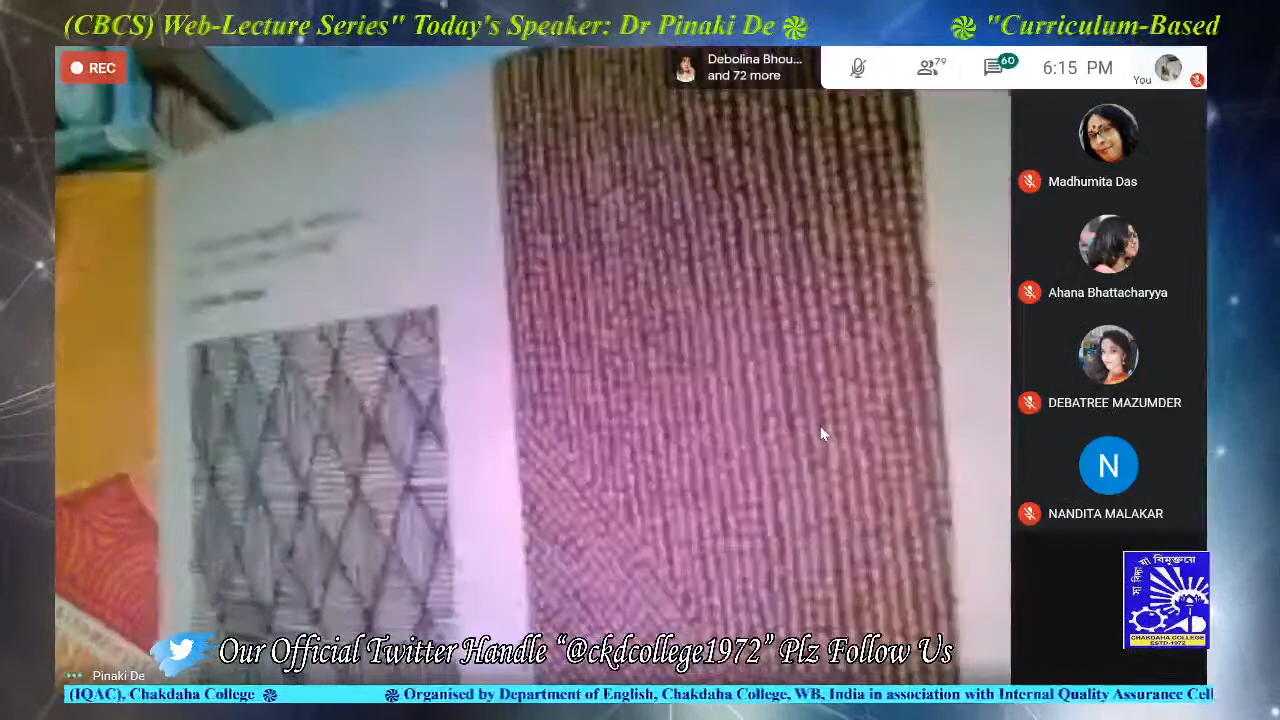 (CBCS) Web-Lecture Series" Today's Speaker: Dr Pinaki De
"Curriculum-Based
REC
Debolina Bhou...
and 72 more
79
60
6:15 PM
You
Madhumita Das
Ahana Bhattacharyya
DEBATREE MAZUMDER
N
NANDITA MALAKAR
মা বিদ্যা যা বিমুক্তয়ে
CHAKDAHA COLLEGE
ESTD-1972
Our Official Twitter Handle “@ckdcollege1972” Plz Follow Us
Pinaki De
(IQAC), Chakdaha College
Organised by Department of English, Chakdaha College, WB, India in association with Internal Quality Assurance Cell